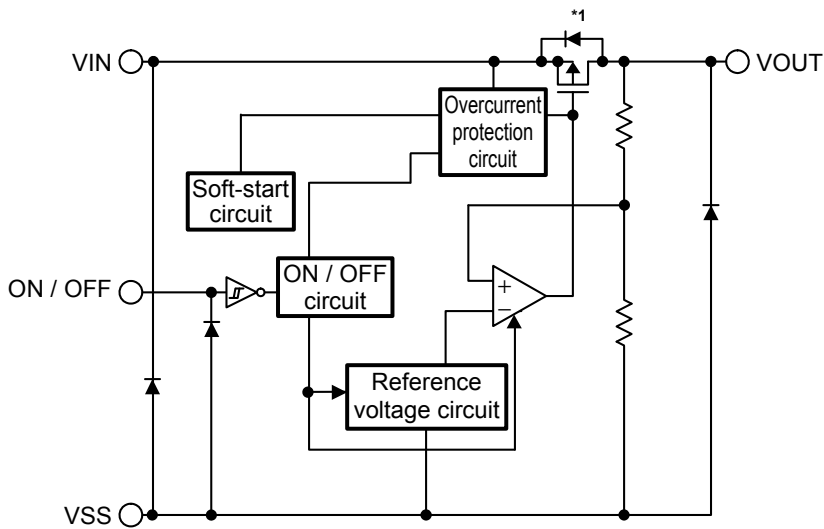 *1
VIN
VOUT
Overcurrent
protection
circuit
Soft-start
circuit
ON / OFF
ON / OFF
circuit
+
−
Reference
voltage circuit
VSS